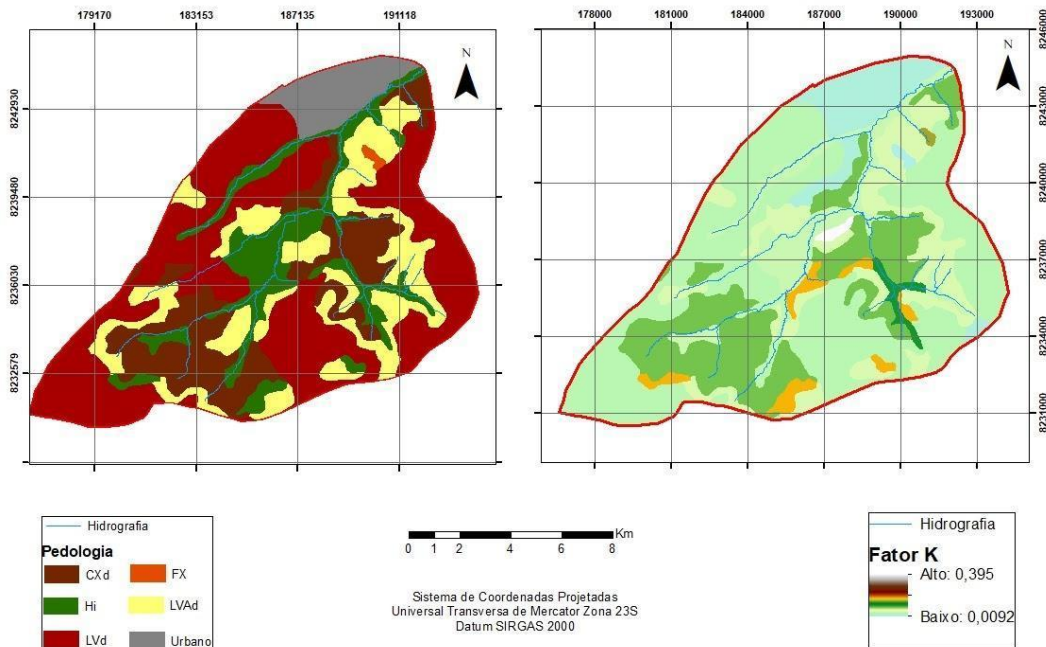 179170 183153 187135 191118
178000 181000 184000 187000 190000 193000
N
N
8242930
8239480
8236030
8232579
8246000
8243000
8240000
8237000
8234000
8231000
Hidrografia
Pedologia
CXd FX
Hi LVAd
LVd Urbano
0 1 2 4 6 8 Km
Sistema de Coordenadas Projetadas
Universal Transversa de Mercator Zona 23S
Datum SIRGAS 2000
Hidrografia
Fator K
Alto: 0,395
Baixo: 0,0092